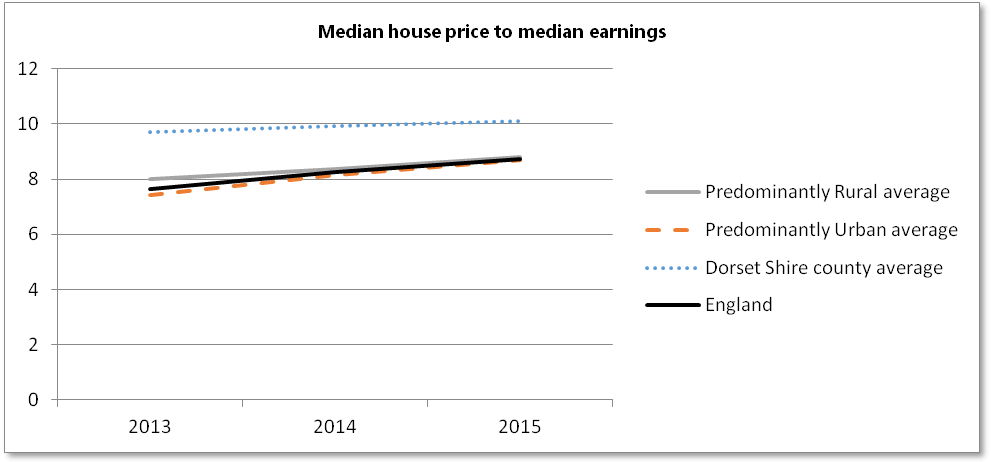 Median house price to median earnings
12
10
8
6
4
2
0
2013
2014
2015
Predominantly Rural average
Predominantly Urban average
Dorset Shire county average
England